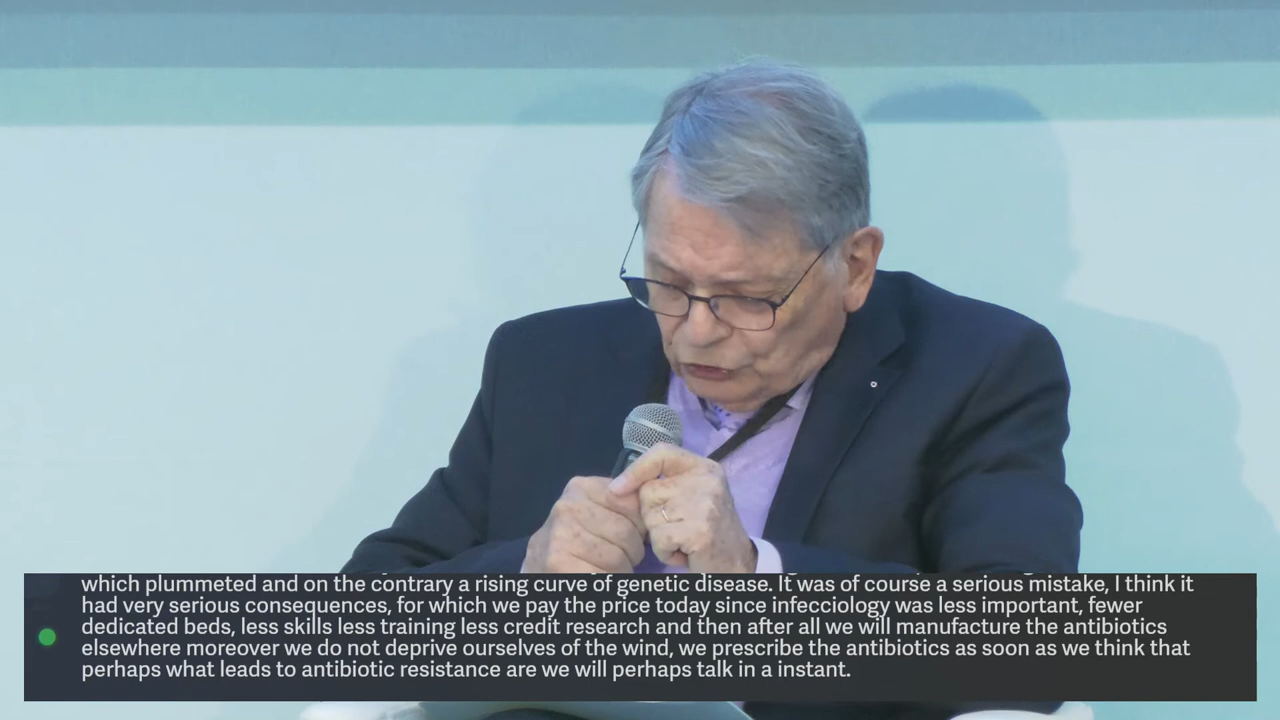 which plummeted and on the contrary a rising curve of genetic disease. It was of course a serious mistake, I think it
had very serious consequences, for which we pay the price today since infecciology was less important, fewer
dedicated beds, less skills less training less credit research and then after all we will manufacture the antibiotics
elsewhere moreover we do not deprive ourselves of the wind, we prescribe the antibiotics as soon as we think that
perhaps what leads to antibiotic resistance are we will perhaps talk in a instant.